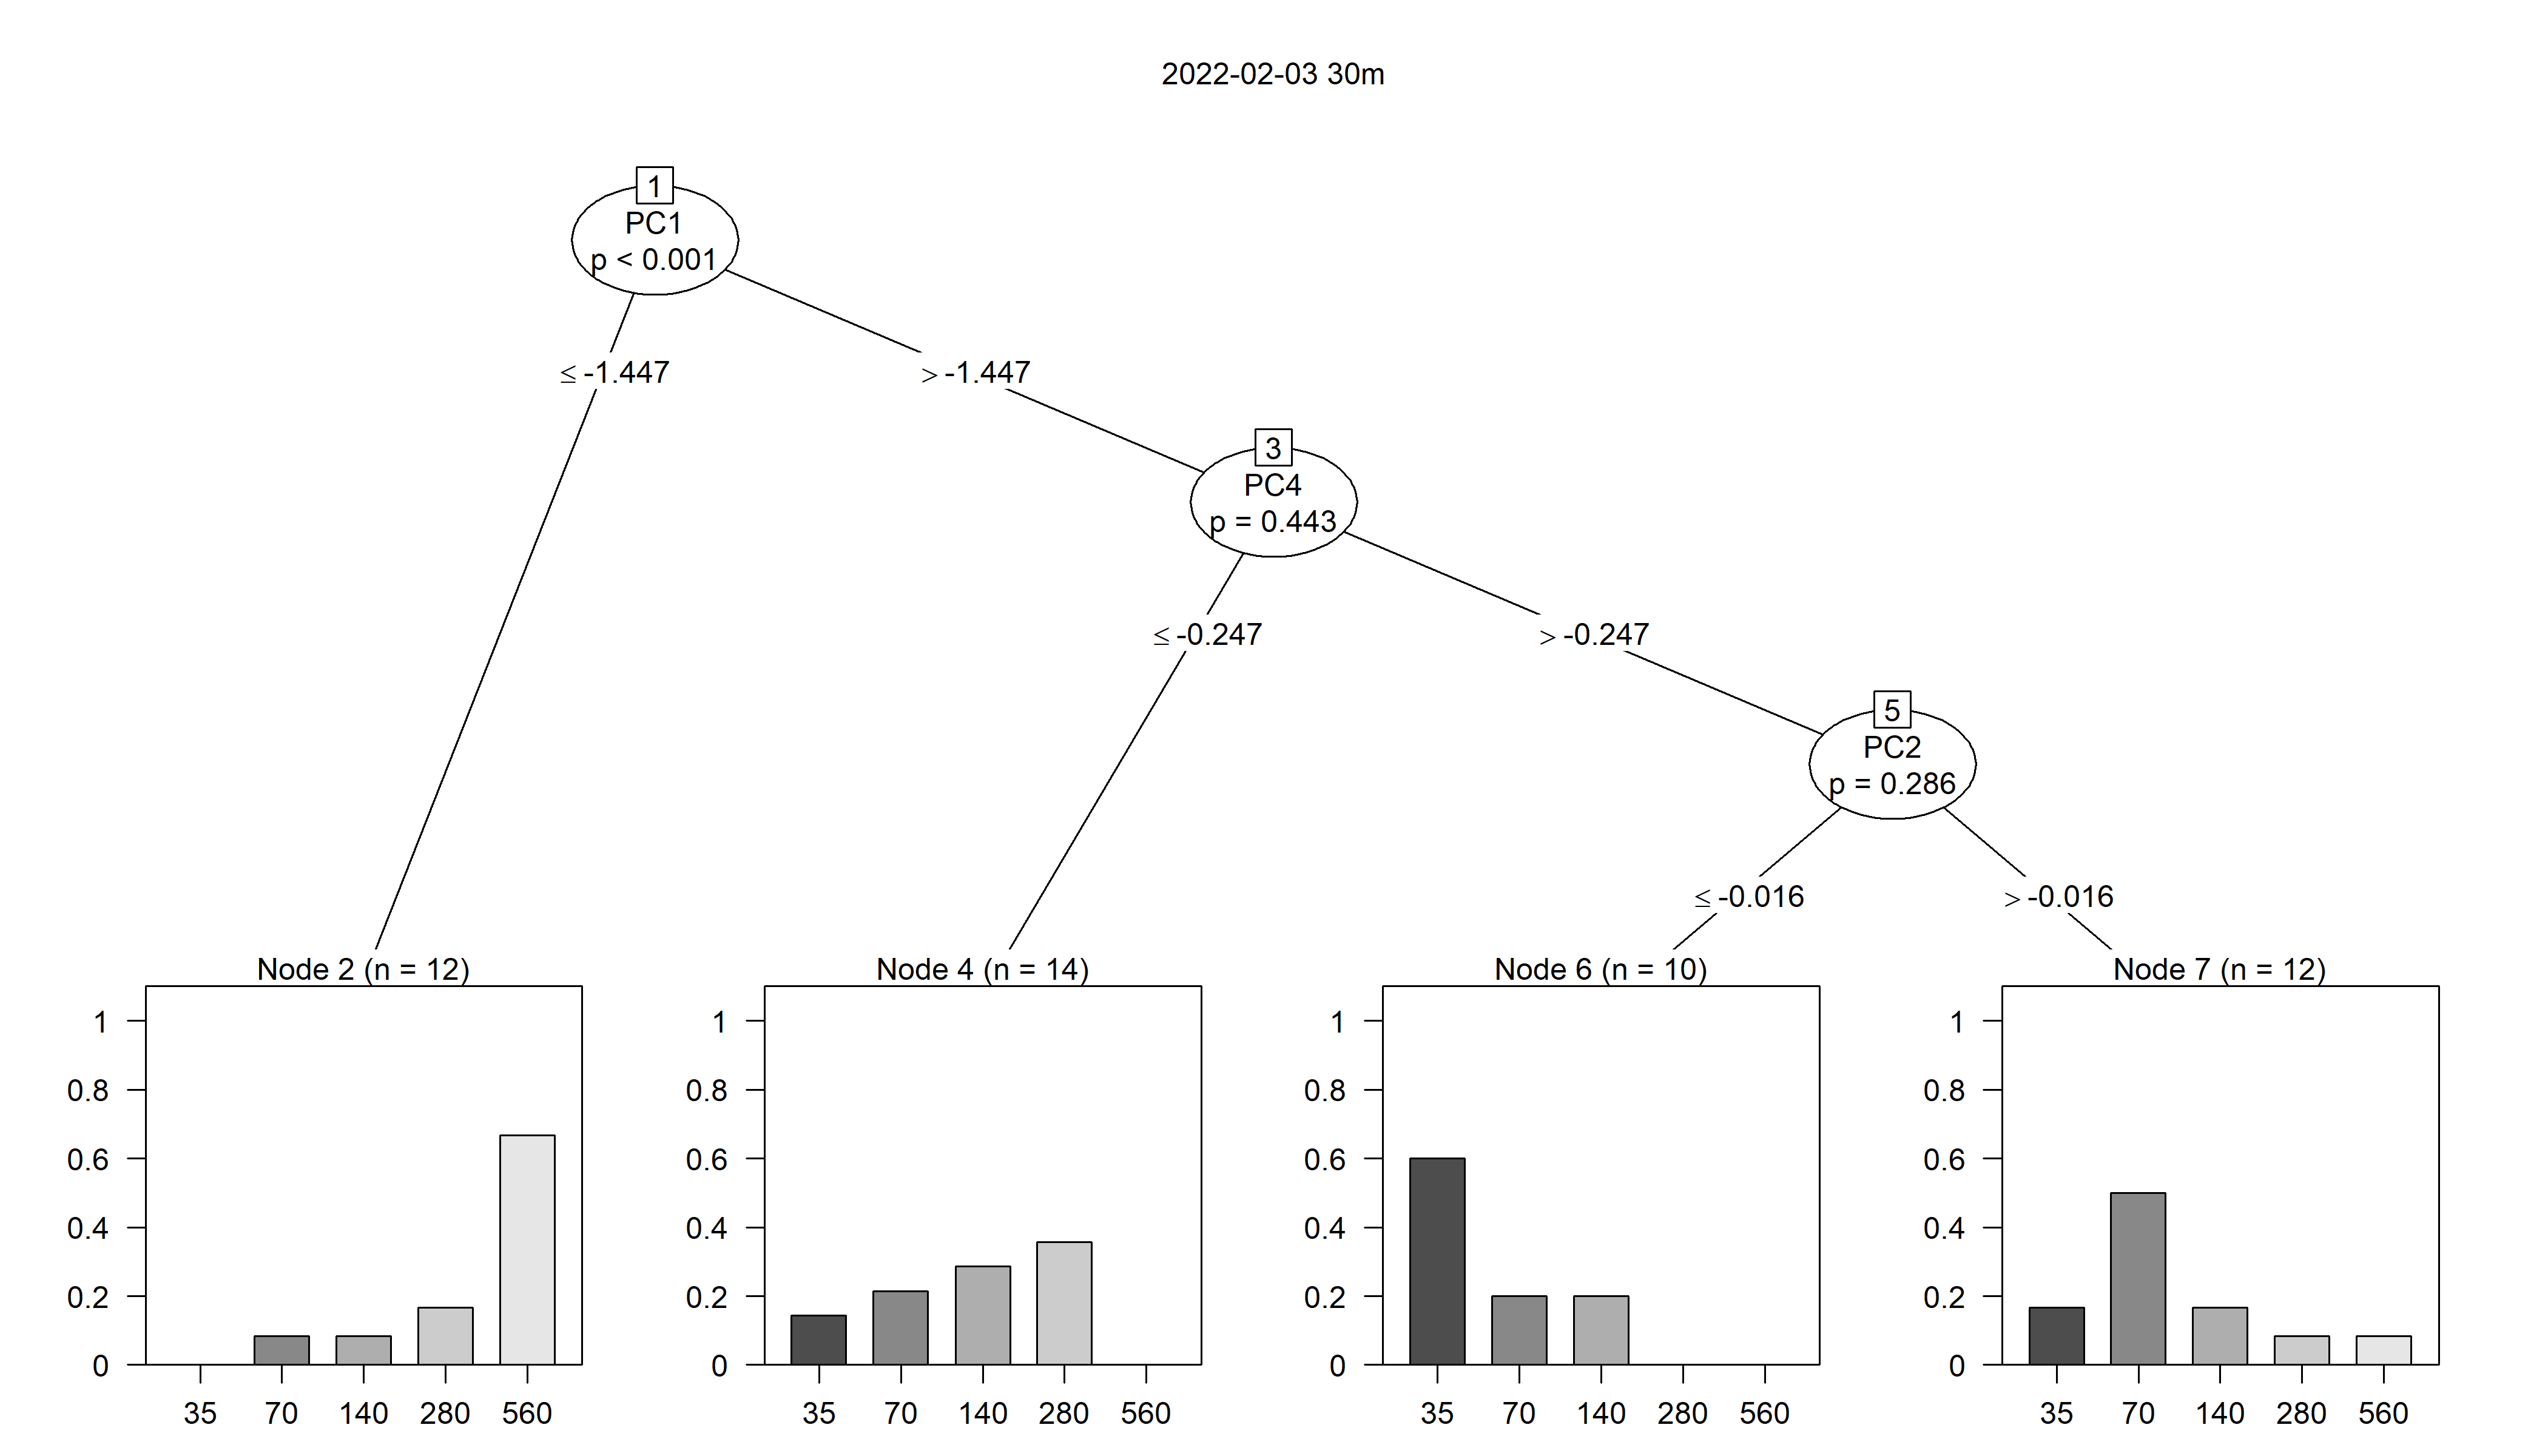 2022-02-03 30m
1
PC1
p < 0.001
≤ -1.447
> -1.447
3
PC4
p = 0.443
≤ -0.247
> -0.247
5
PC2
p = 0.286
≤ -0.016
> -0.016
Node 2 (n = 12)
1
0.8
0.6
0.4
0.2
0
35 70 140 280 560
Node 4 (n = 14)
1
0.8
0.6
0.4
0.2
0
35 70 140 280 560
Node 6 (n = 10)
1
0.8
0.6
0.4
0.2
0
35 70 140 280 560
Node 7 (n = 12)
1
0.8
0.6
0.4
0.2
0
35 70 140 280 560